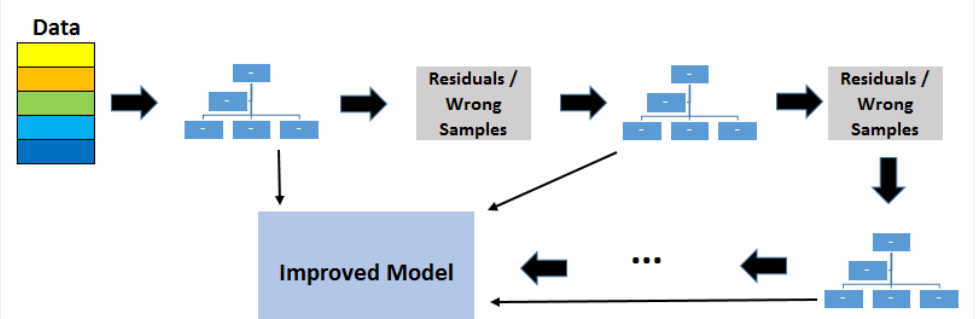 Data
-
-
- - -
Residuals /
Wrong
Samples
-
-
- - -
Residuals /
Wrong
Samples
Improved Model
...
-
-
- - -